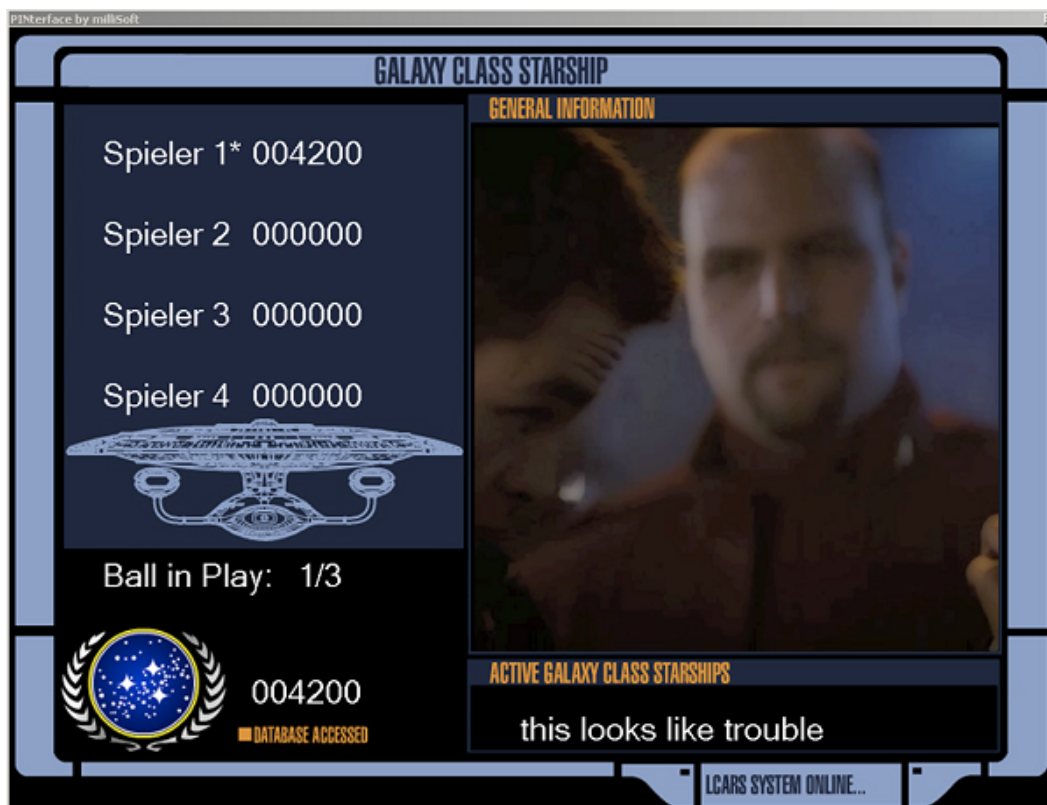 PINterface by milliSoft
GALAXY CLASS STARSHIP
Spieler 1* 004200
Spieler 2 000000
Spieler 3 000000
Spieler 4 000000
Ball in Play: 1/3
004200
DATABASE ACCESSED
GENERAL INFORMATION
ACTIVE GALAXY CLASS STARSHIPS
this looks like trouble
LCARS SYSTEM ONLINE...